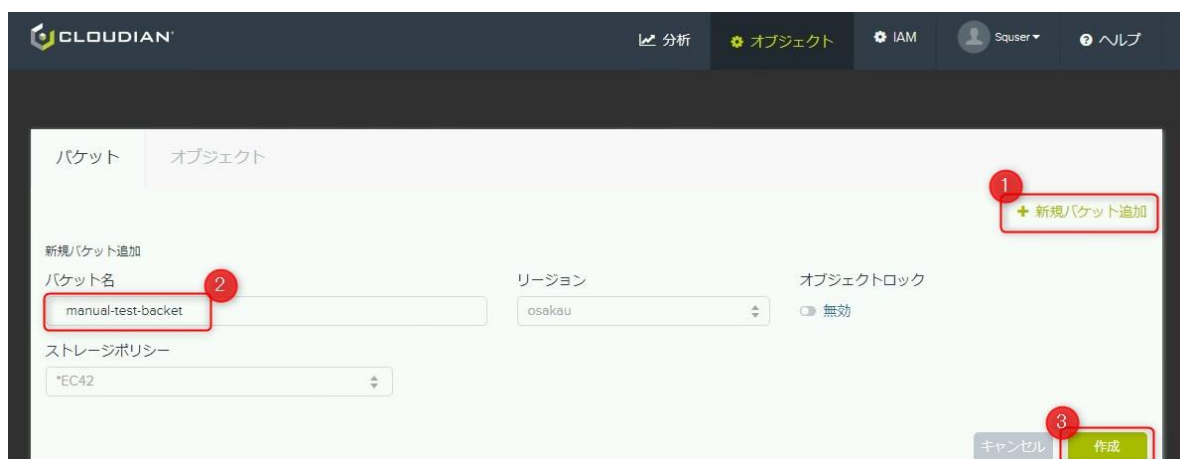 CLOUDIAN 分析 オブジェクト IAM Squser ヘルプ
バケット オブジェクト
1
+ 新規バケット追加
新規バケット追加
バケット名 リージョン オブジェクトロック
2
manual-test-backet osakau 無効
ストレージポリシー
*EC42
3
キャンセル 作成